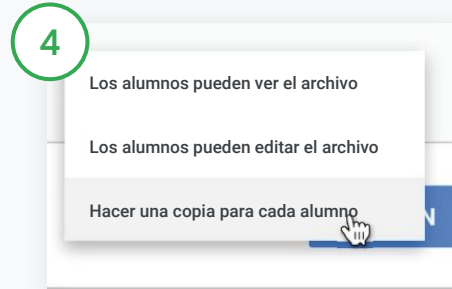 4
Los alumnos pueden ver el archivo
Los alumnos pueden editar el archivo
Hacer una copia para cada alumno
N